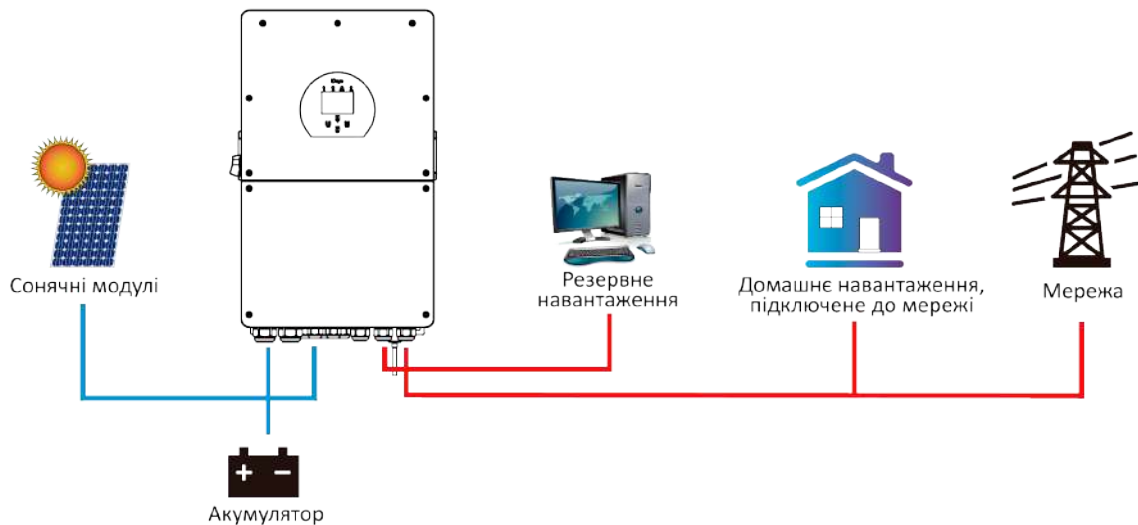 Сонячні модулі
Резервне
навантаження
Домашнє навантаження,
підключене до мережі
Мережа
Акумулятор